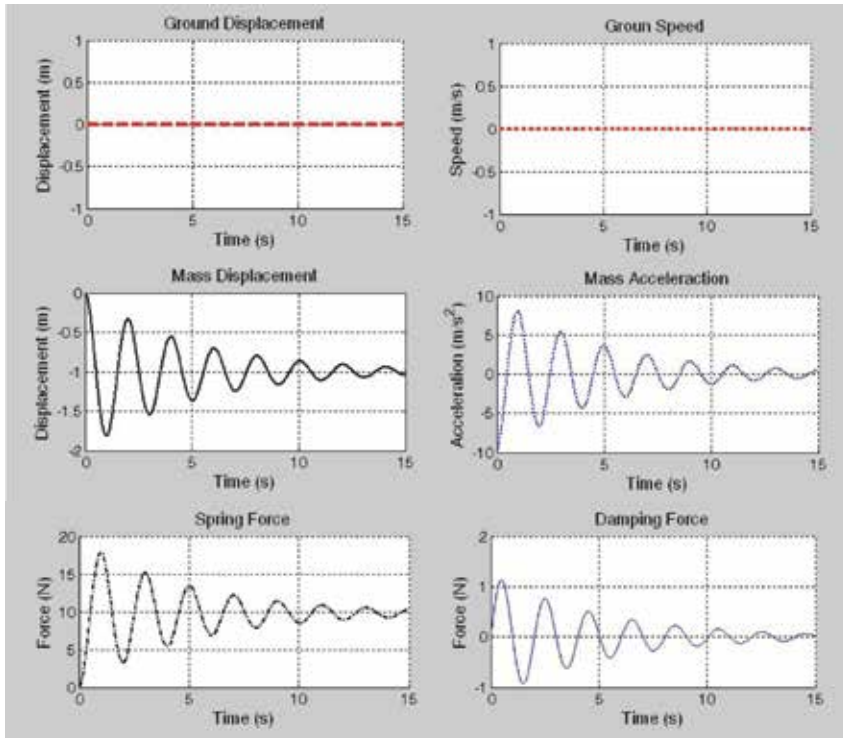 Ground Displacement
Displacement (m)
1
0.5
0
-0.5
-1
0 5 10 15
Time (s)
Groun Speed
Speed (m/s)
1
0.5
0
-0.5
-1
0 5 10 15
Time (s)
Mass Displacement
Displacement (m)
0
-0.5
-1
-1.5
-2
0 5 10 15
Time (s)
Mass Acceleraction
Acceleration (m/s²)
10
5
0
-5
-10
0 5 10 15
Time (s)
Spring Force
Force (N)
20
15
10
5
0
0 5 10 15
Time (s)
Damping Force
Force (N)
2
1
0
-1
0 5 10 15
Time (s)